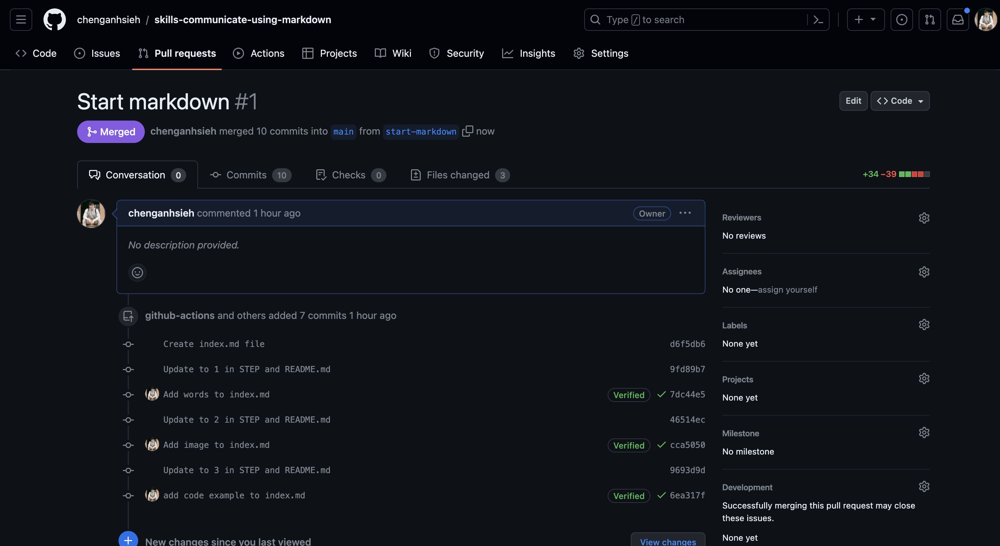 chenganhsieh / skills-communicate-using-markdown
Type / to search
Code Issues Pull requests Actions Projects Wiki Security Insights Settings
Start markdown #1
Edit Code
Merged chenganhsieh merged 10 commits into main from start-markdown now
Conversation 0 Commits 10 Checks 0 Files changed 3
+34 −39
chenganhsieh commented 1 hour ago Owner
No description provided.
github-actions and others added 7 commits 1 hour ago
Create index.md file d6f5db6
Update to 1 in STEP and README.md 9fd89b7
Add words to index.md Verified 7dc44e5
Update to 2 in STEP and README.md 46514ec
Add image to index.md Verified cca5050
Update to 3 in STEP and README.md 9693d9d
add code example to index.md Verified 6ea317f
New changes since you last viewed View changes
Reviewers
No reviews
Assignees
No one—assign yourself
Labels
None yet
Projects
None yet
Milestone
No milestone
Development
Successfully merging this pull request may close
these issues.
None yet